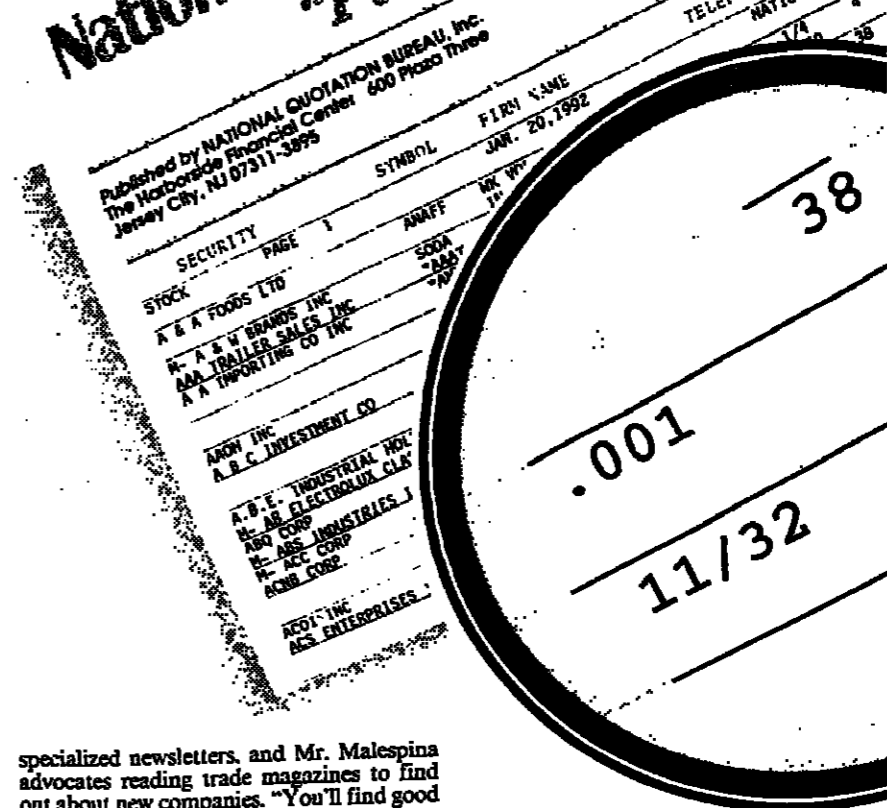 Published by NATIONAL QUOTATION BUREAU, Inc.
The Harborside Financial Center 600 Plaza Three
Jersey City, NJ 07311-3895
SECURITY SYMBOL FIRM NAME
STOCK PAGE 1 JAN. 20, 1992
A & A FOODS LTD ANAFF
M- A & W BRANDS INC SODA
AAA TRAILER SALES INC
A A IMPORTING CO INC
AARON INC
A B C INVESTMENT CO
A.B.E. INDUSTRIAL HOL
M- AB ELECTROLUX CLA
ABQ CORP
M- ABS INDUSTRIES I
M- ACC CORP
ACNB CORP
ACOI INC
ACS ENTERPRISES
38
.001
11/32
specialized newsletters, and Mr. Malespina
advocates reading trade magazines to find
out about new companies. "You'll find good